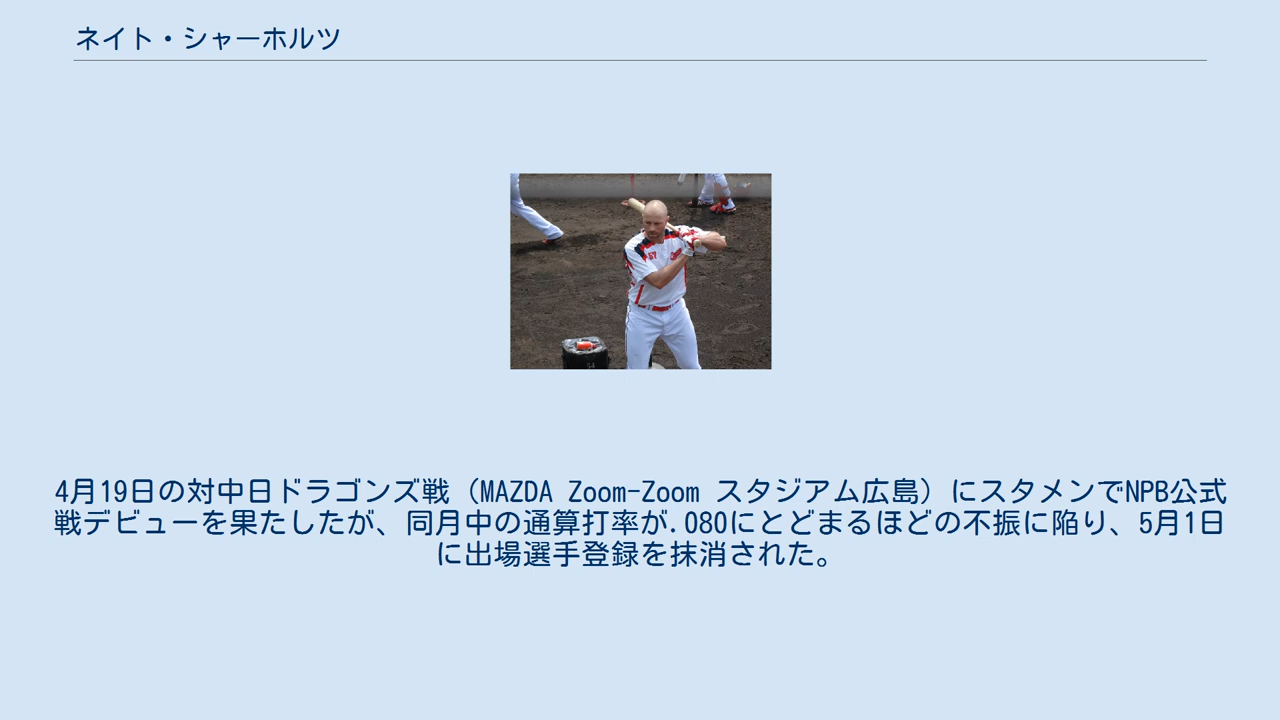 ネイト・シャーホルツ
4月19日の対中日ドラゴンズ戦（MAZDA Zoom-Zoom スタジアム広島）にスタメンでNPB公式
戦デビューを果たしたが、同月中の通算打率が.080にとどまるほどの不振に陥り、5月1日
に出場選手登録を抹消された。
67